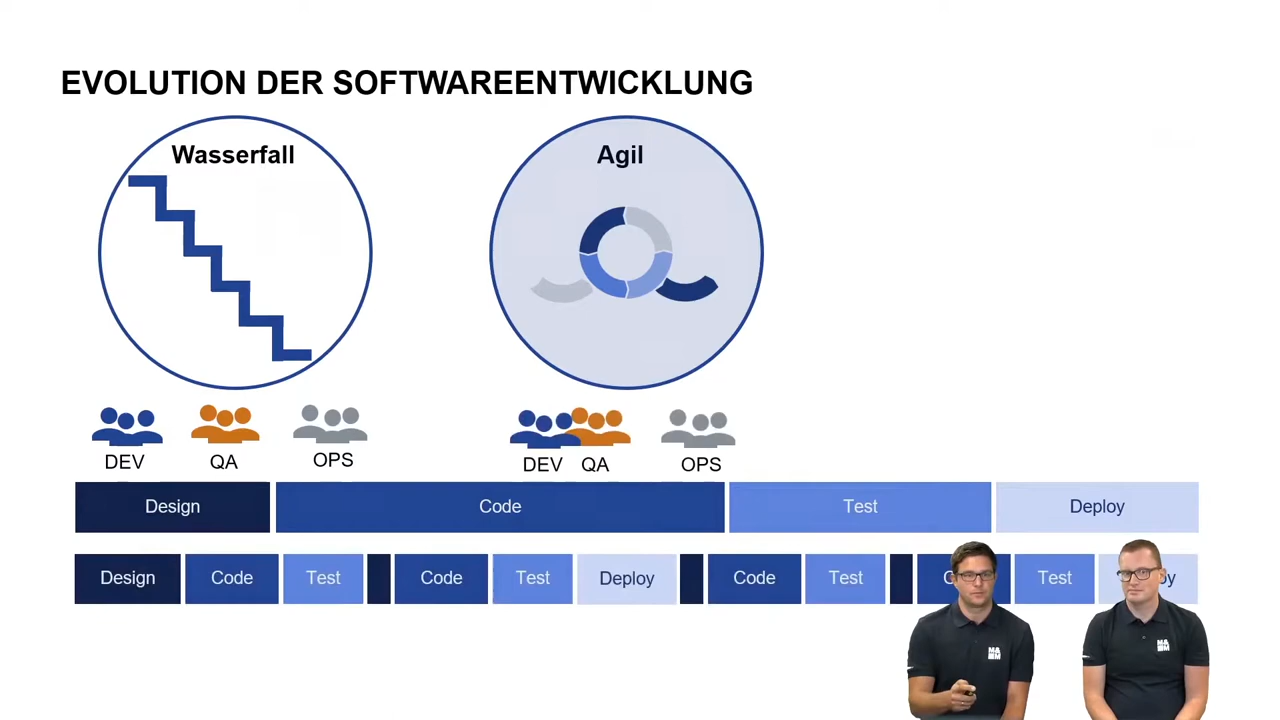 EVOLUTION DER SOFTWAREENTWICKLUNG
Wasserfall
Agil
DEV QA OPS
DEV QA OPS
Design Code Test Deploy
Design Code Test Code Test Deploy Code Test Test